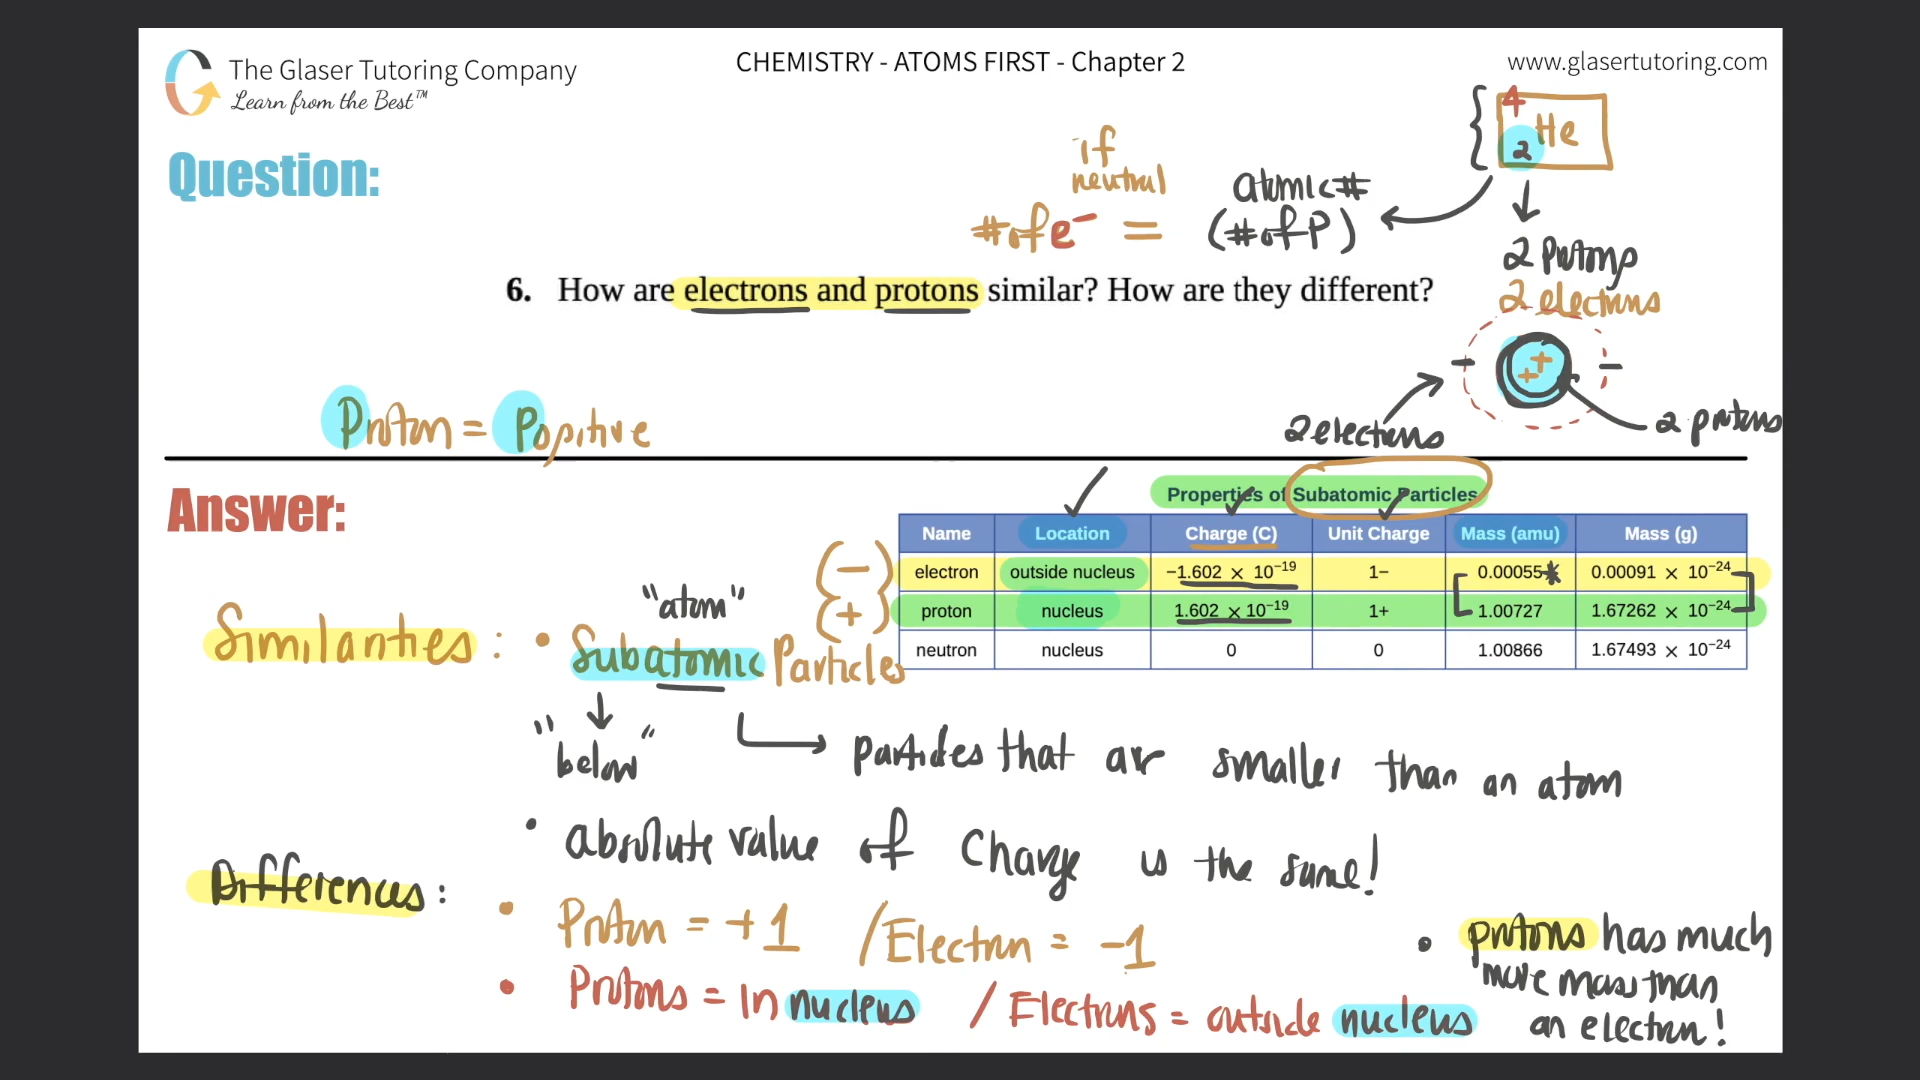 The Glaser Tutoring Company
Learn from the Best™
CHEMISTRY - ATOMS FIRST - Chapter 2
www.glasertutoring.com
Question:
4
2 He
if
neutral
# of e⁻ = atomic #
(# of P)
2 Protons
2 electrons
6. How are electrons and protons similar? How are they different?
− + + −
2 electrons
2 protons
Proton = Positive
Answer:
Properties of Subatomic Particles
Name Location Charge (C) Unit Charge Mass (amu) Mass (g)
electron outside nucleus −1.602 × 10⁻¹⁹ 1− 0.00055 0.00091 × 10⁻²⁴
proton nucleus 1.602 × 10⁻¹⁹ 1+ 1.00727 1.67262 × 10⁻²⁴
neutron nucleus 0 0 1.00866 1.67493 × 10⁻²⁴
(−)
(+)
"atom"
Similarities: • Subatomic Particles
"below"
particles that are smaller than an atom
• absolute value of charge is the same!
Differences:
• Proton = +1 / Electron = -1
• Protons = in nucleus / Electrons = outside nucleus
• protons has much
more mass than
an electron!